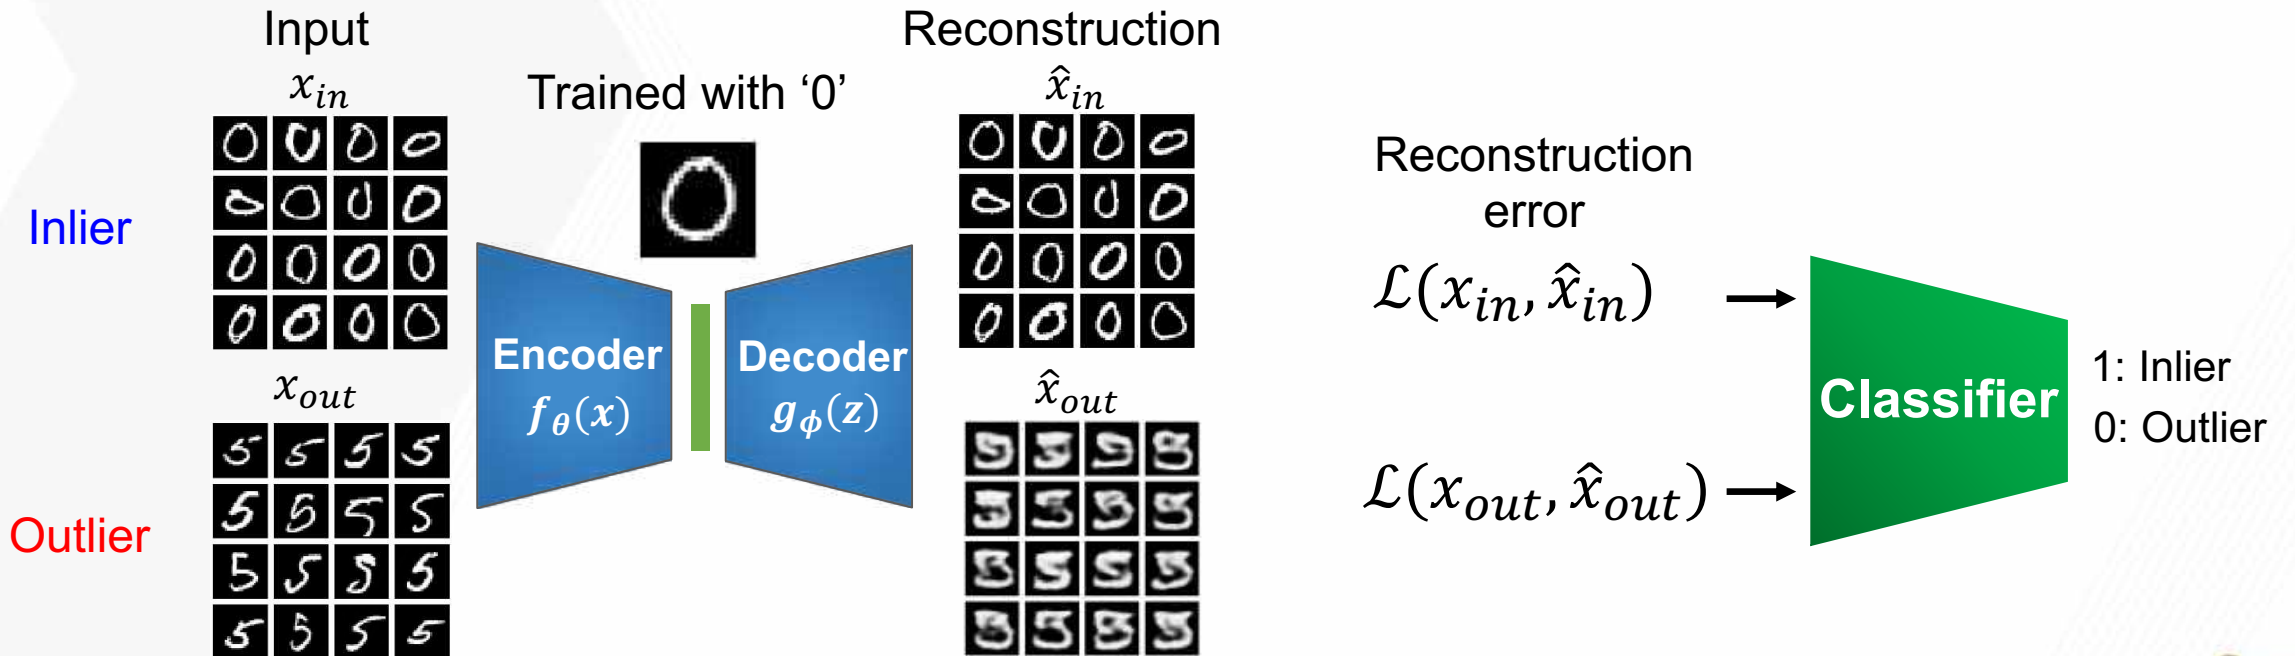 Input
x_in
Inlier
x_out
Outlier
Trained with ‘0’
Encoder
f_θ(x)
Decoder
g_ϕ(z)
Reconstruction
x̂_in
x̂_out
Reconstruction
error
ℒ(x_in, x̂_in)
ℒ(x_out, x̂_out)
Classifier
1: Inlier
0: Outlier